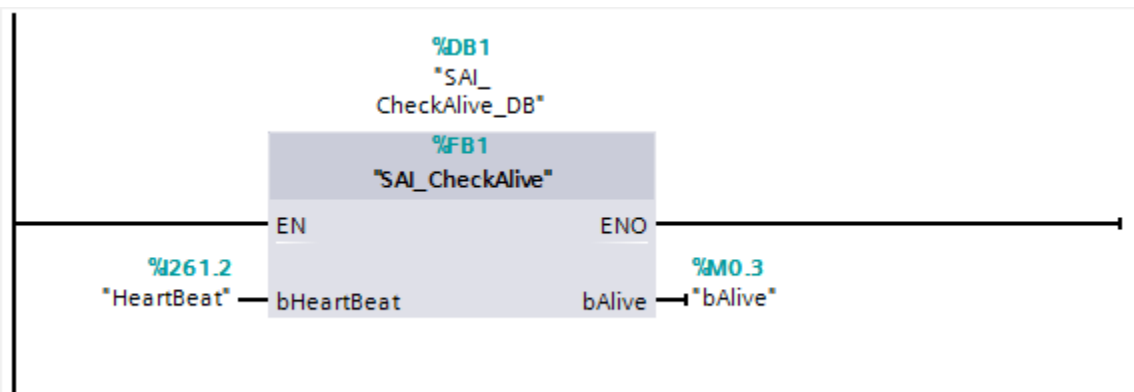 %DB1
"SAI_
CheckAlive_DB"
%FB1
"SAI_CheckAlive"
EN ENO
%I261.2 %M0.3
"HeartBeat" bHeartBeat bAlive "bAlive"